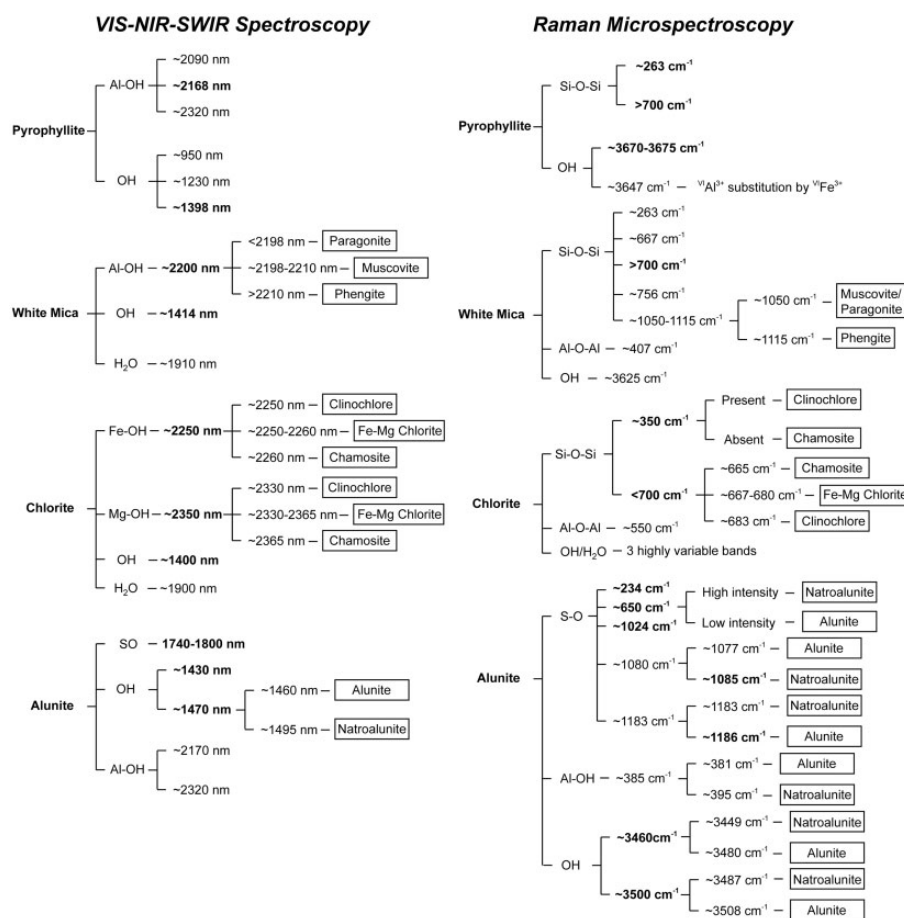 VIS-NIR-SWIR Spectroscopy
Pyrophyllite
Al-OH
~2090 nm
~2168 nm
~2320 nm
OH
~950 nm
~1230 nm
~1398 nm
White Mica
Al-OH
~2200 nm
<2198 nm
Paragonite
~2198-2210 nm
Muscovite
>2210 nm
Phengite
OH
~1414 nm
H₂O
~1910 nm
Chlorite
Fe-OH
~2250 nm
~2250 nm
Clinochlore
~2250-2260 nm
Fe-Mg Chlorite
~2260 nm
Chamosite
Mg-OH
~2350 nm
~2330 nm
Clinochlore
~2330-2365 nm
Fe-Mg Chlorite
~2365 nm
Chamosite
OH
~1400 nm
H₂O
~1900 nm
Alunite
SO
1740-1800 nm
OH
~1430 nm
~1470 nm
~1460 nm
Alunite
~1495 nm
Natroalunite
Al-OH
~2170 nm
~2320 nm
Raman Microspectroscopy
Pyrophyllite
Si-O-Si
~263 cm⁻¹
>700 cm⁻¹
OH
~3670-3675 cm⁻¹
~3647 cm⁻¹
ⱽᴵAl³⁺ substitution by ⱽᴵFe³⁺
White Mica
Si-O-Si
~263 cm⁻¹
~667 cm⁻¹
>700 cm⁻¹
~756 cm⁻¹
~1050-1115 cm⁻¹
~1050 cm⁻¹
Muscovite/
Paragonite
~1115 cm⁻¹
Phengite
Al-O-Al
~407 cm⁻¹
OH
~3625 cm⁻¹
Chlorite
Si-O-Si
~350 cm⁻¹
Present
Clinochlore
Absent
Chamosite
<700 cm⁻¹
~665 cm⁻¹
Chamosite
~667-680 cm⁻¹
Fe-Mg Chlorite
~683 cm⁻¹
Clinochlore
Al-O-Al
~550 cm⁻¹
OH/H₂O
3 highly variable bands
Alunite
S-O
~234 cm⁻¹
~650 cm⁻¹
High intensity
Natroalunite
Low intensity
Alunite
~1024 cm⁻¹
~1080 cm⁻¹
~1077 cm⁻¹
Alunite
~1085 cm⁻¹
Natroalunite
~1183 cm⁻¹
~1183 cm⁻¹
Natroalunite
~1186 cm⁻¹
Alunite
Al-OH
~385 cm⁻¹
~381 cm⁻¹
Alunite
~395 cm⁻¹
Natroalunite
OH
~3460cm⁻¹
~3449 cm⁻¹
Natroalunite
~3480 cm⁻¹
Alunite
~3500 cm⁻¹
~3487 cm⁻¹
Natroalunite
~3508 cm⁻¹
Alunite